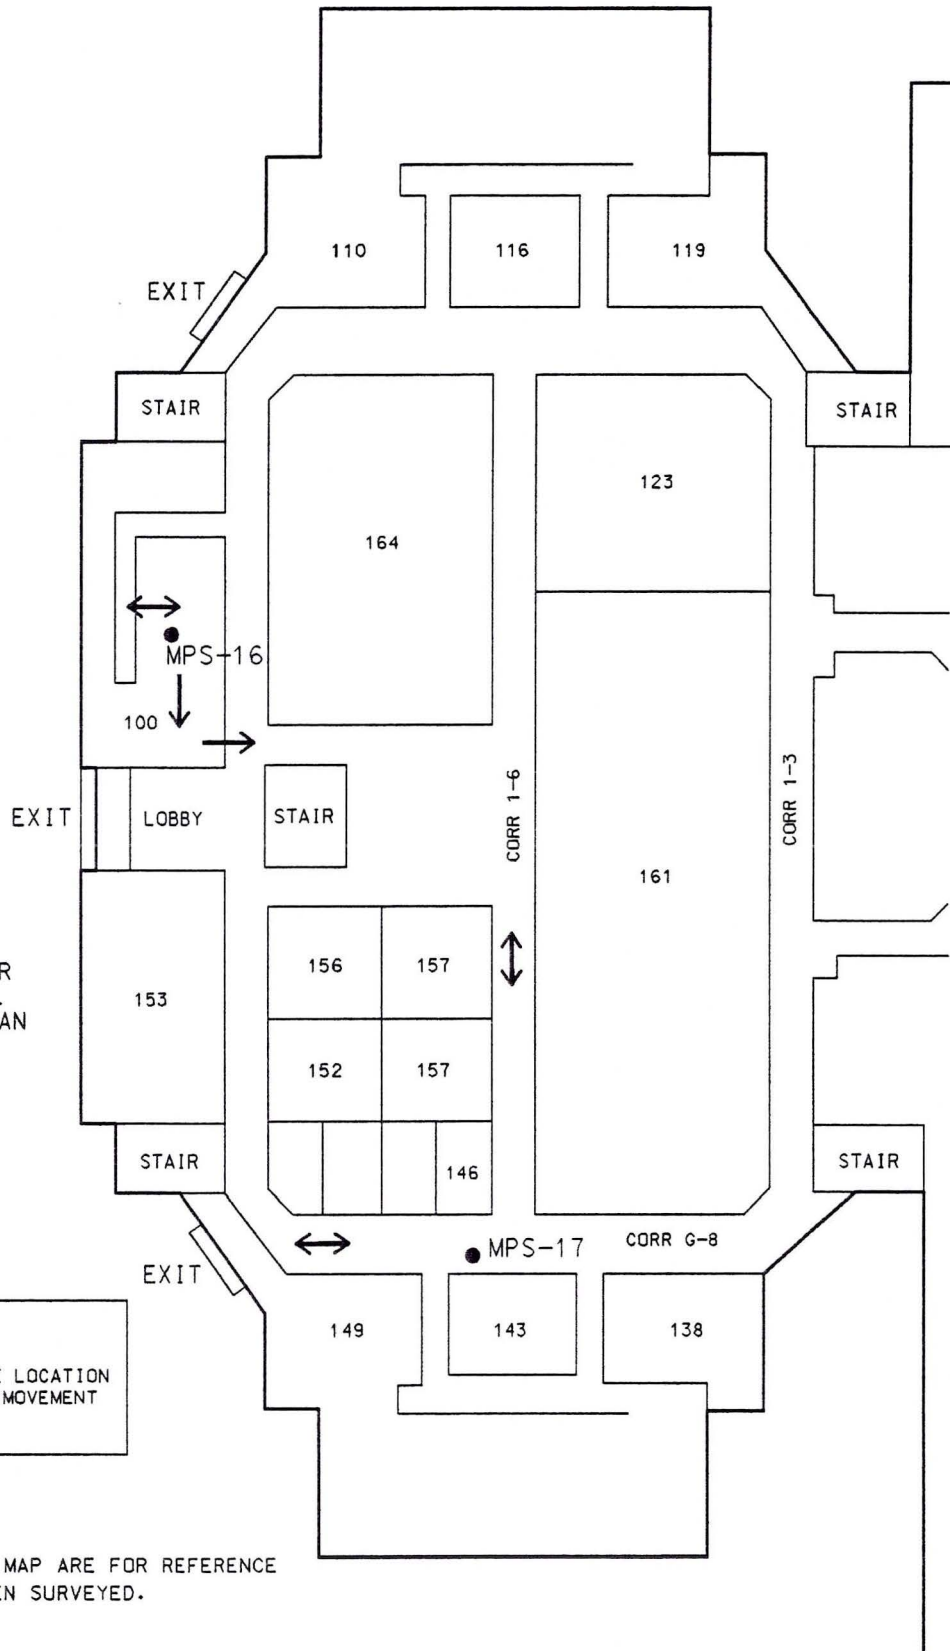 110
116
119
EXIT
STAIR
STAIR
123
164
MPS-16
100
CORR 1-6
CORR 1-3
EXIT
LOBBY
STAIR
161
156
157
R
153
AN
152
157
STAIR
146
STAIR
MPS-17
CORR G-8
EXIT
149
143
138
LOCATION
MOVEMENT
MAP ARE FOR REFERENCE
EN SURVEYED.